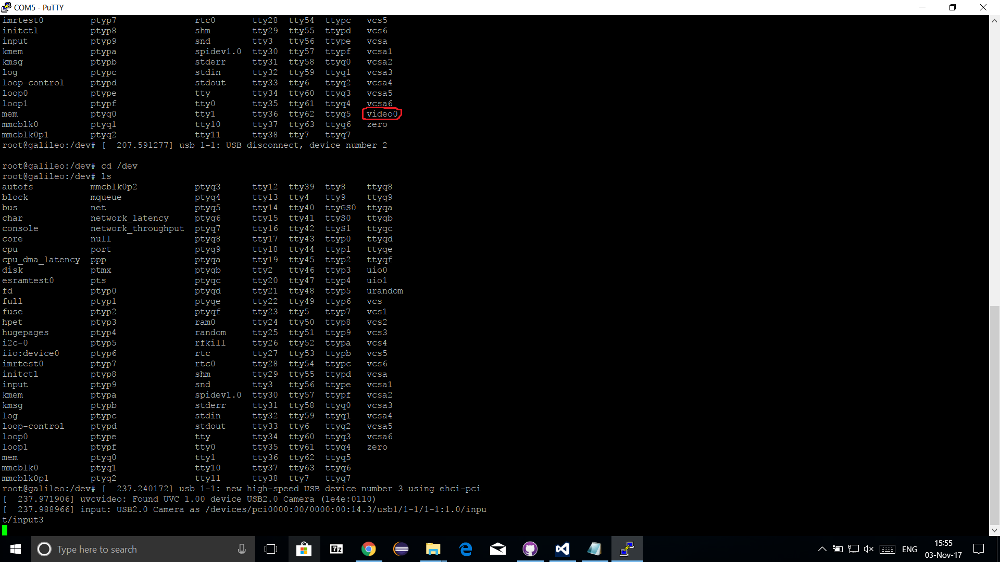 COM5 - PuTTY
imrtest0 ptyp7 rtc0 tty28 tty54 ttypc vcs5
initctl ptyp8 shm tty29 tty55 ttypd vcs6
input ptyp9 snd tty3 tty56 ttype vcsa
kmem ptypa spidev1.0 tty30 tty57 ttypf vcsa1
kmsg ptypb stderr tty31 tty58 ttyq0 vcsa2
log ptypc stdin tty32 tty59 ttyq1 vcsa3
loop-control ptypd stdout tty33 tty6 ttyq2 vcsa4
loop0 ptype tty tty34 tty60 ttyq3 vcsa5
loop1 ptypf tty0 tty35 tty61 ttyq4 vcsa6
mem ptyq0 tty1 tty36 tty62 ttyq5 video0
mmcblk0 ptyq1 tty10 tty37 tty63 ttyq6 zero
mmcblk0p1 ptyq2 tty11 tty38 tty7 ttyq7
root@galileo:/dev# [ 207.591277] usb 1-1: USB disconnect, device number 2
root@galileo:/dev# cd /dev
root@galileo:/dev# ls
autofs mmcblk0p2 ptyq3 tty12 tty39 tty8 ttyq8
block mqueue ptyq4 tty13 tty4 tty9 ttyq9
bus net ptyq5 tty14 tty40 ttyGS0 ttyqa
char network_latency ptyq6 tty15 tty41 ttyS0 ttyqb
console network_throughput ptyq7 tty16 tty42 ttyS1 ttyqc
core null ptyq8 tty17 tty43 ttyp0 ttyqd
cpu port ptyq9 tty18 tty44 ttyp1 ttyqe
cpu_dma_latency ppp ptyqa tty19 tty45 ttyp2 ttyqf
disk ptmx ptyqb tty2 tty46 ttyp3 uio0
esramtest0 pts ptyqc tty20 tty47 ttyp4 uio1
fd ptyp0 ptyqd tty21 tty48 ttyp5 urandom
full ptyp1 ptyqe tty22 tty49 ttyp6 vcs
fuse ptyp2 ptyqf tty23 tty5 ttyp7 vcs1
hpet ptyp3 ram0 tty24 tty50 ttyp8 vcs2
hugepages ptyp4 random tty25 tty51 ttyp9 vcs3
i2c-0 ptyp5 rfkill tty26 tty52 ttypa vcs4
iio:device0 ptyp6 rtc tty27 tty53 ttypb vcs5
imrtest0 ptyp7 rtc0 tty28 tty54 ttypc vcs6
initctl ptyp8 shm tty29 tty55 ttypd vcsa
input ptyp9 snd tty3 tty56 ttype vcsa1
kmem ptypa spidev1.0 tty30 tty57 ttypf vcsa2
kmsg ptypb stderr tty31 tty58 ttyq0 vcsa3
log ptypc stdin tty32 tty59 ttyq1 vcsa4
loop-control ptypd stdout tty33 tty6 ttyq2 vcsa5
loop0 ptype tty tty34 tty60 ttyq3 vcsa6
loop1 ptypf tty0 tty35 tty61 ttyq4 zero
mem ptyq0 tty1 tty36 tty62 ttyq5
mmcblk0 ptyq1 tty10 tty37 tty63 ttyq6
mmcblk0p1 ptyq2 tty11 tty38 tty7 ttyq7
root@galileo:/dev# [ 237.240172] usb 1-1: new high-speed USB device number 3 using ehci-pci
[ 237.971906] uvcvideo: Found UVC 1.00 device USB2.0 Camera (1e4e:0110)
[ 237.988966] input: USB2.0 Camera as /devices/pci0000:00/0000:00:14.3/usb1/1-1/1-1:1.0/inpu
t/input3
Type here to search
7z
ENG
15:55
03-Nov-17